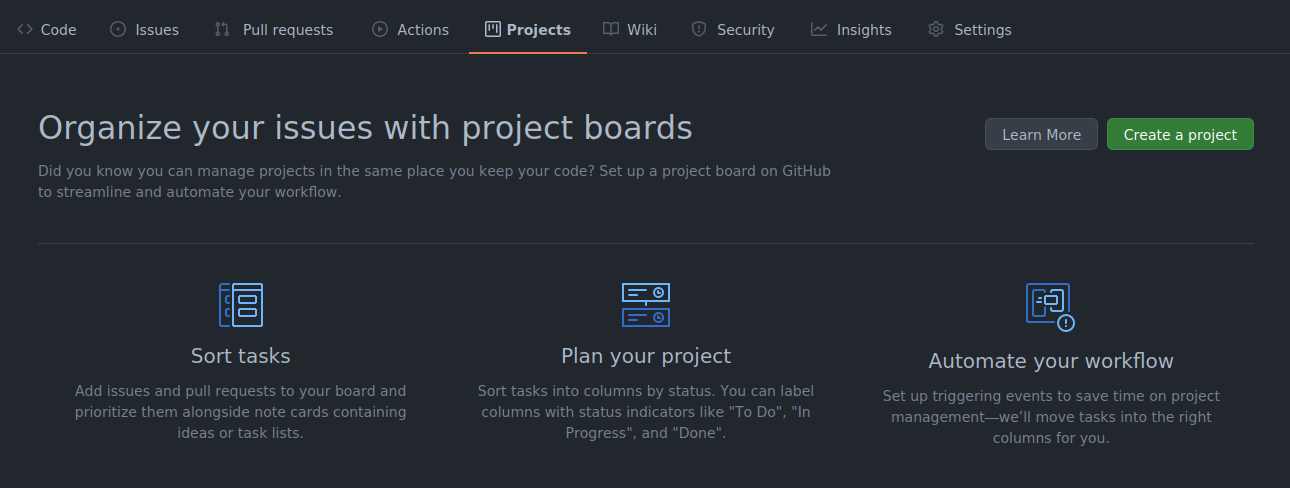 Code Issues Pull requests Actions Projects Wiki Security Insights Settings
Organize your issues with project boards
Learn More Create a project
Did you know you can manage projects in the same place you keep your code? Set up a project board on GitHub
to streamline and automate your workflow.
Sort tasks
Add issues and pull requests to your board and
prioritize them alongside note cards containing
ideas or task lists.
Plan your project
Sort tasks into columns by status. You can label
columns with status indicators like "To Do", "In
Progress", and "Done".
Automate your workflow
Set up triggering events to save time on project
management—we’ll move tasks into the right
columns for you.